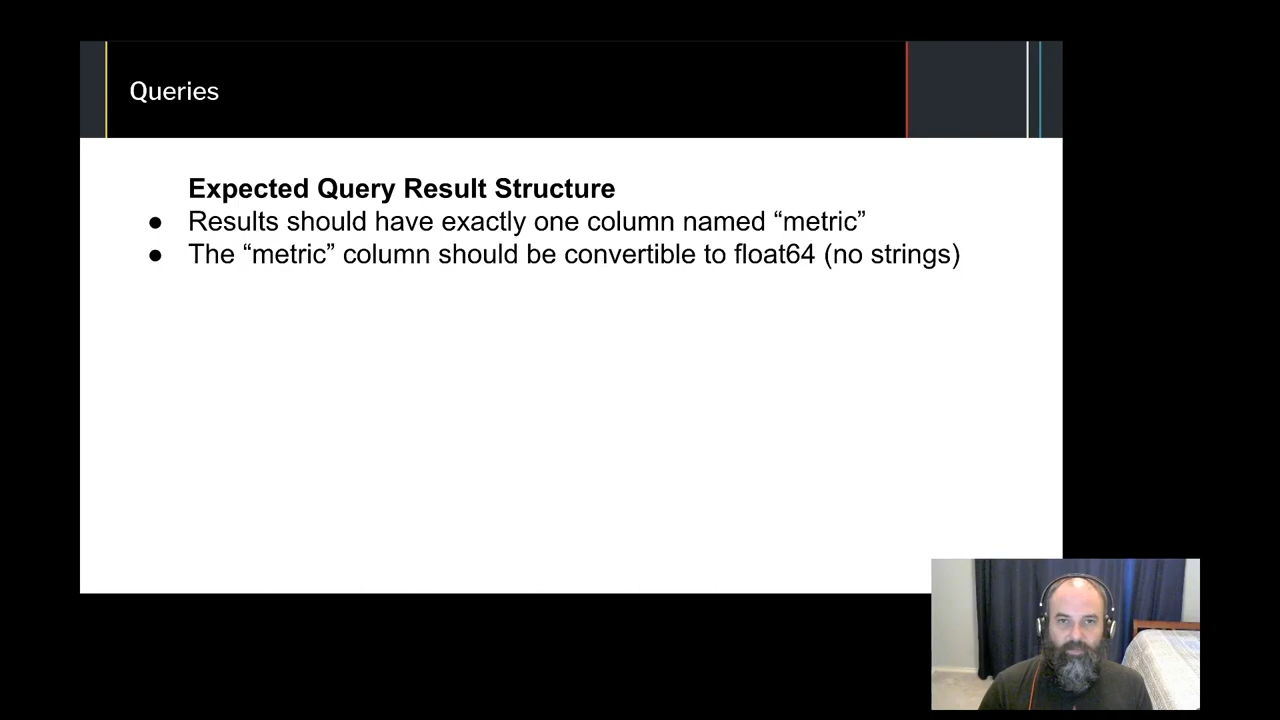 Queries
Expected Query Result Structure
● Results should have exactly one column named “metric”
● The “metric” column should be convertible to float64 (no strings)